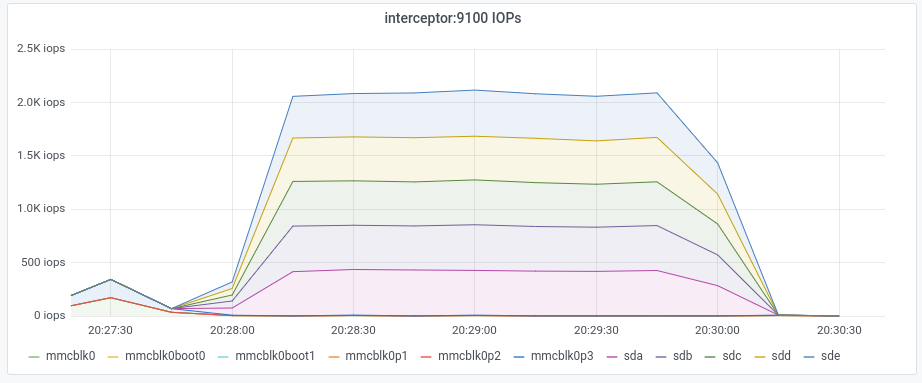 interceptor:9100 IOPs
2.5K iops
2.0K iops
1.5K iops
1.0K iops
500 iops
0 iops
20:27:30 20:28:00 20:28:30 20:29:00 20:29:30 20:30:00 20:30:30
mmcblk0 mmcblk0boot0 mmcblk0boot1 mmcblk0p1 mmcblk0p2 mmcblk0p3 sda sdb sdc sdd sde